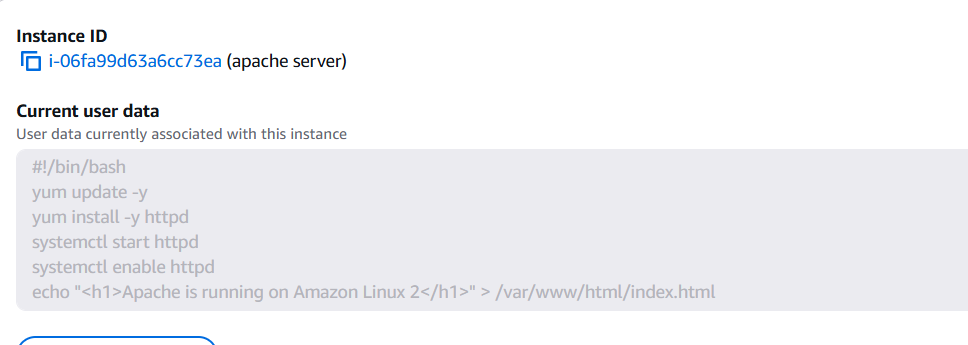 Instance ID
i-06fa99d63a6cc73ea (apache server)
Current user data
User data currently associated with this instance
#!/bin/bash
yum update -y
yum install -y httpd
systemctl start httpd
systemctl enable httpd
echo "<h1>Apache is running on Amazon Linux 2</h1>" > /var/www/html/index.html